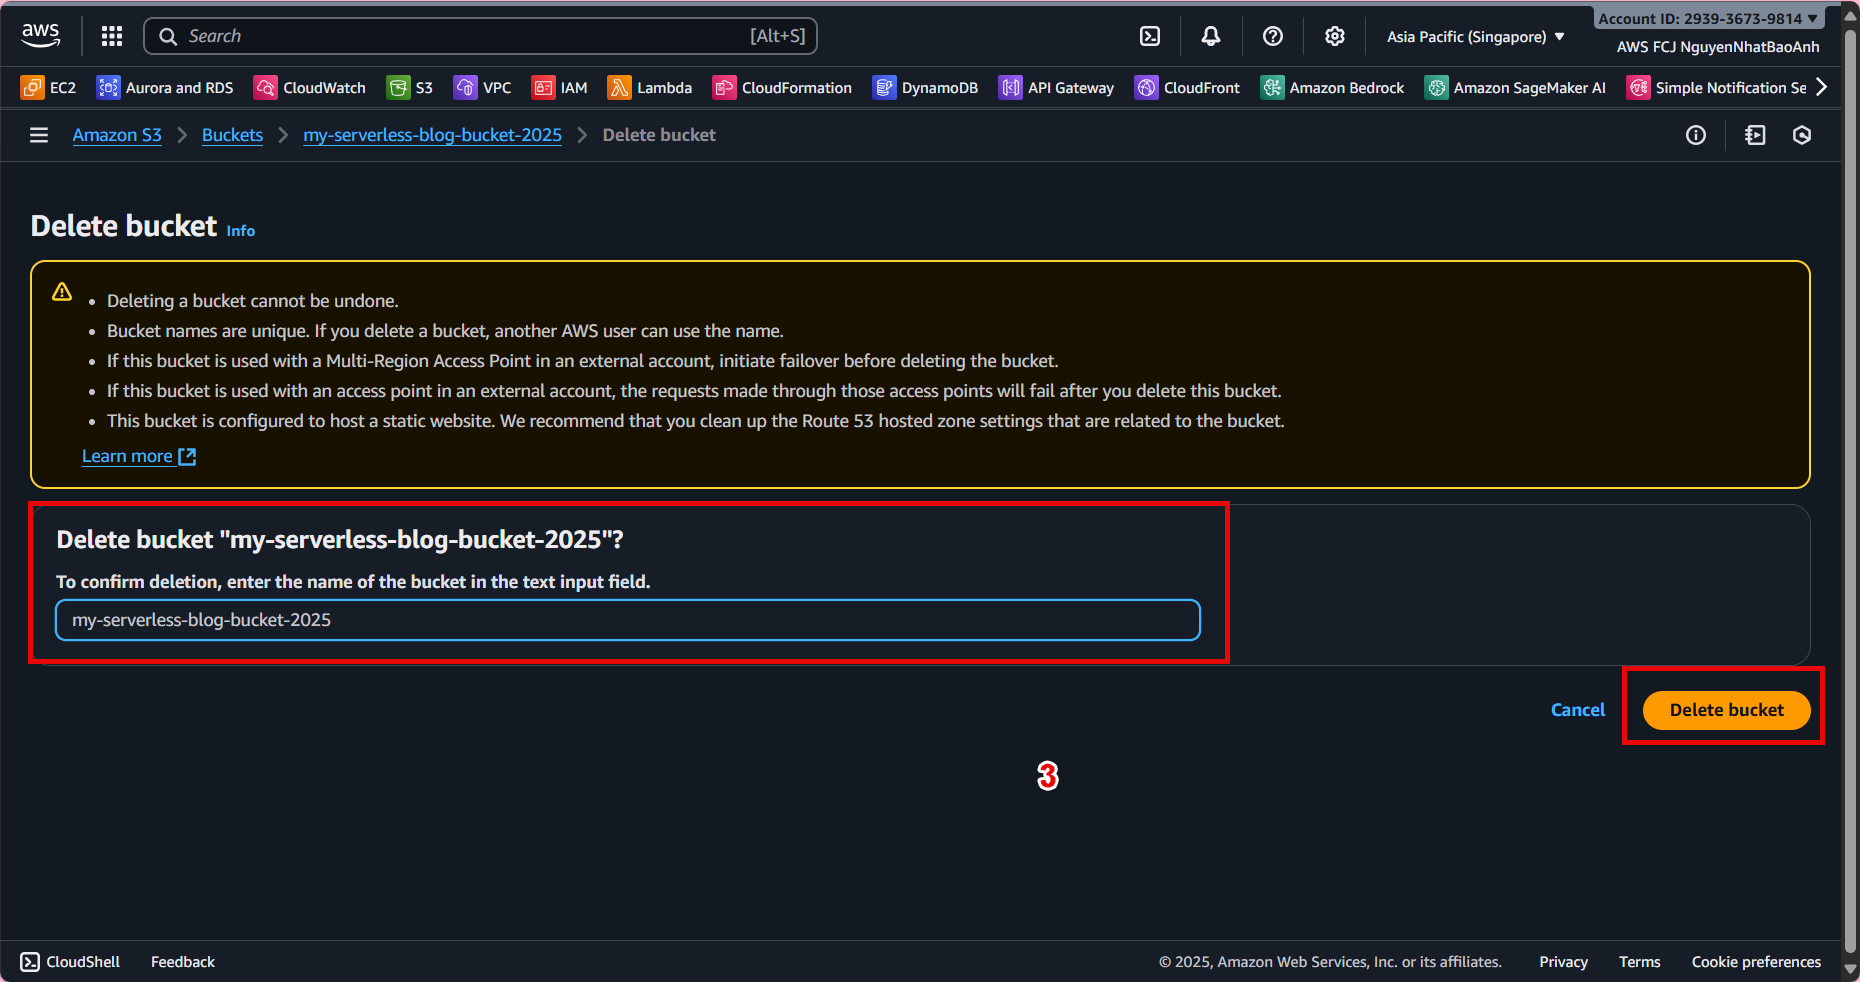 aws
Search
[Alt+S]
Asia Pacific (Singapore)
Account ID: 2939-3673-9814
AWS FCJ NguyenNhatBaoAnh
EC2
Aurora and RDS
CloudWatch
S3
VPC
IAM
Lambda
CloudFormation
DynamoDB
API Gateway
CloudFront
Amazon Bedrock
Amazon SageMaker AI
Simple Notification Se
Amazon S3
Buckets
my-serverless-blog-bucket-2025
Delete bucket
Delete bucket Info
Deleting a bucket cannot be undone.
Bucket names are unique. If you delete a bucket, another AWS user can use the name.
If this bucket is used with a Multi-Region Access Point in an external account, initiate failover before deleting the bucket.
If this bucket is used with an access point in an external account, the requests made through those access points will fail after you delete this bucket.
This bucket is configured to host a static website. We recommend that you clean up the Route 53 hosted zone settings that are related to the bucket.
Learn more
Delete bucket "my-serverless-blog-bucket-2025"?
To confirm deletion, enter the name of the bucket in the text input field.
my-serverless-blog-bucket-2025
Cancel
Delete bucket
3
CloudShell
Feedback
© 2025, Amazon Web Services, Inc. or its affiliates.
Privacy
Terms
Cookie preferences